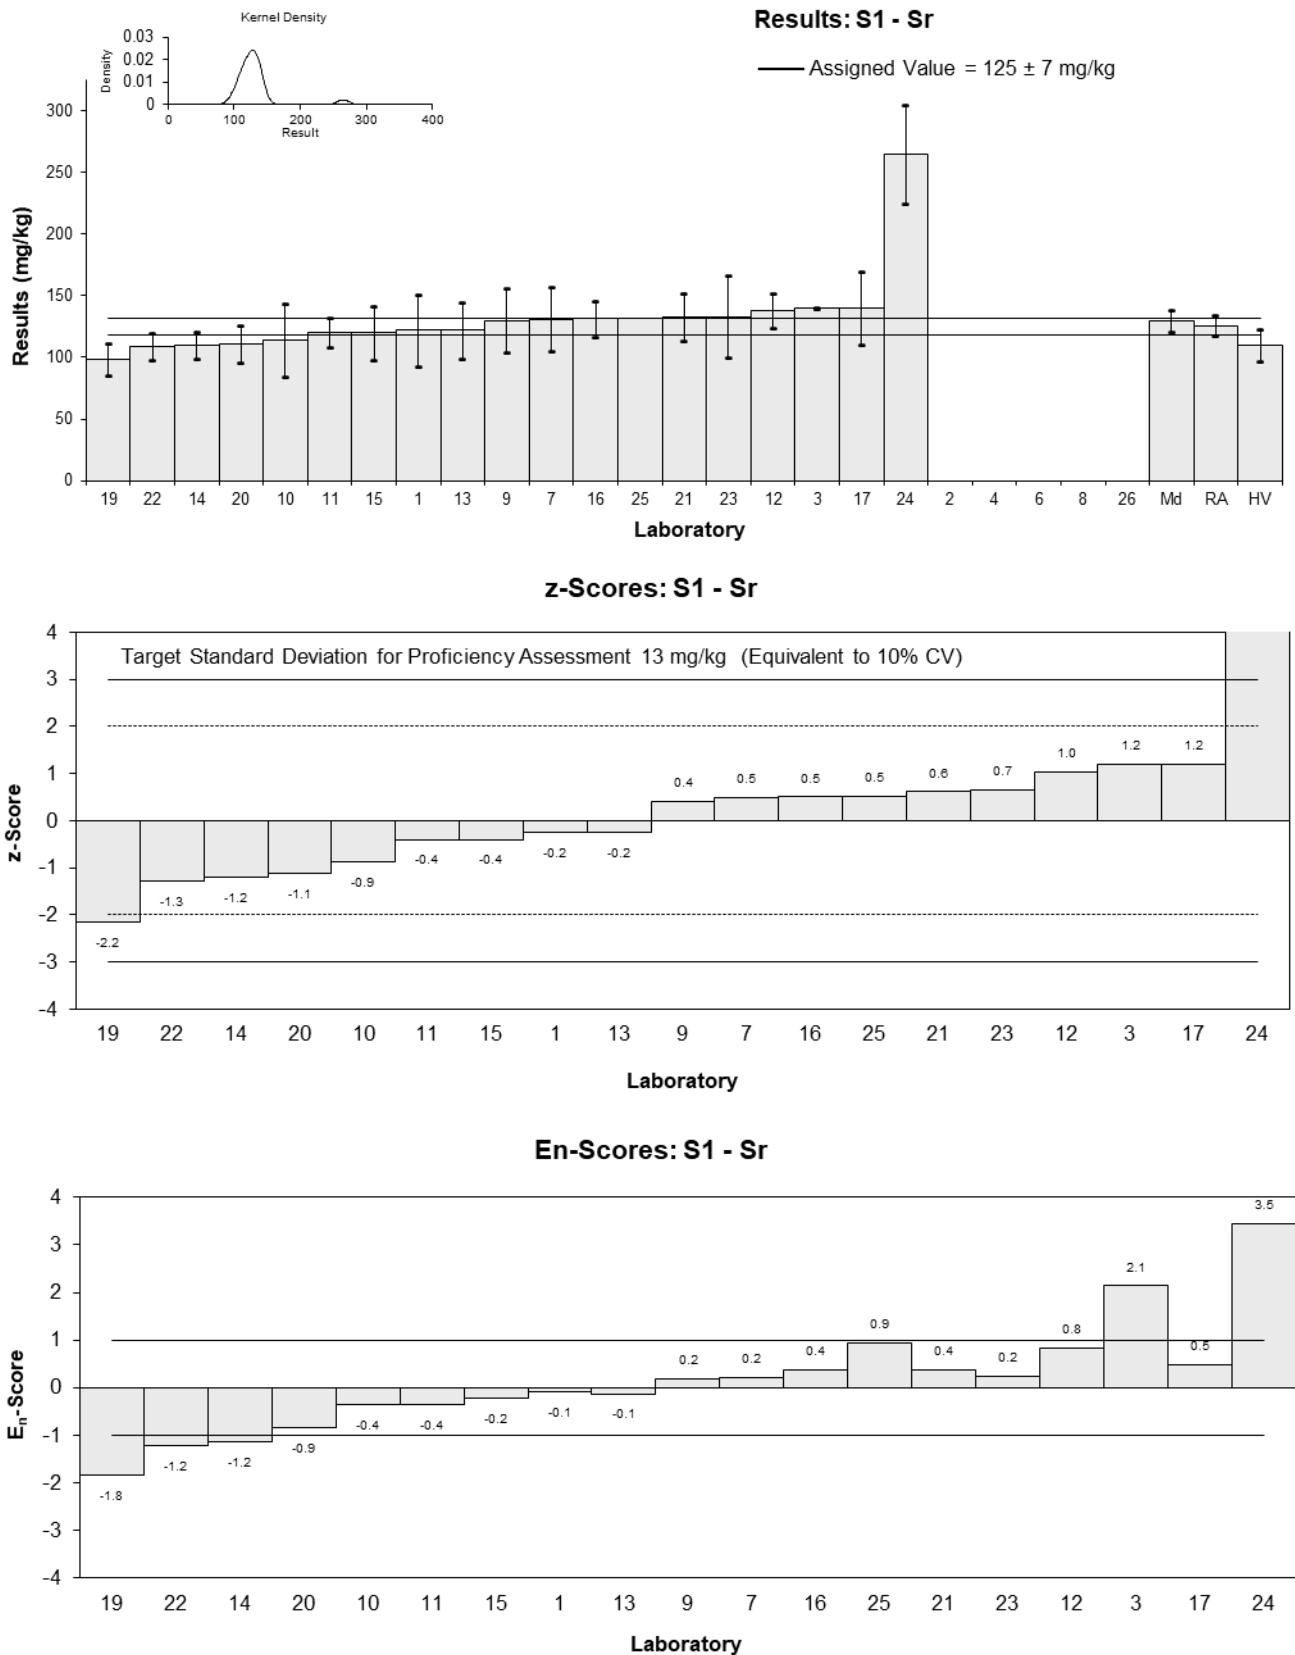 Results: S1 - Sr
Kernel Density
Assigned Value = 125 ± 7 mg/kg
Density
0.03
0.02
0.01
0
0 100 200 300 400
Result
Results (mg/kg)
300
250
200
150
100
50
0
19 22 14 20 10 11 15 1 13 9 7 16 25 21 23 12 3 17 24 2 4 6 8 26 Md RA HV
Laboratory
z-Scores: S1 - Sr
Target Standard Deviation for Proficiency Assessment 13 mg/kg (Equivalent to 10% CV)
z-Score
4
3
2
1
0
-1
-2
-3
-4
-2.2 -1.3 -1.2 -1.1 -0.9 -0.4 -0.4 -0.2 -0.2 0.4 0.5 0.5 0.5 0.6 0.7 1.0 1.2 1.2
19 22 14 20 10 11 15 1 13 9 7 16 25 21 23 12 3 17 24
Laboratory
En-Scores: S1 - Sr
En-Score
4
3
2
1
0
-1
-2
-3
-4
-1.8 -1.2 -1.2 -0.9 -0.4 -0.4 -0.2 -0.1 -0.1 0.2 0.2 0.4 0.9 0.4 0.2 0.8 2.1 0.5 3.5
19 22 14 20 10 11 15 1 13 9 7 16 25 21 23 12 3 17 24
Laboratory